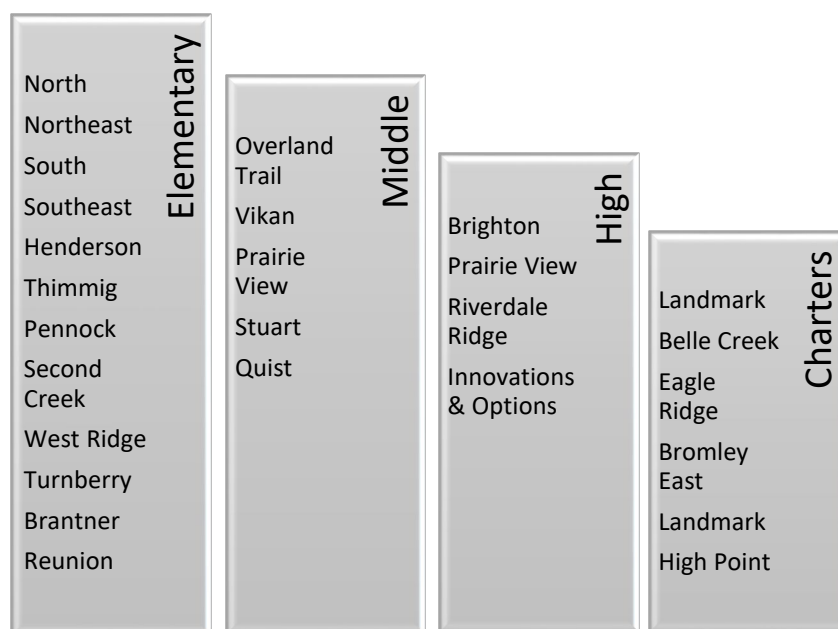 Elementary
North
Northeast
South
Southeast
Henderson
Thimmig
Pennock
Second
Creek
West Ridge
Turnberry
Brantner
Reunion
Middle
Overland
Trail
Vikan
Prairie
View
Stuart
Quist
High
Brighton
Prairie View
Riverdale
Ridge
Innovations
& Options
Charters
Landmark
Belle Creek
Eagle
Ridge
Bromley
East
Landmark
High Point